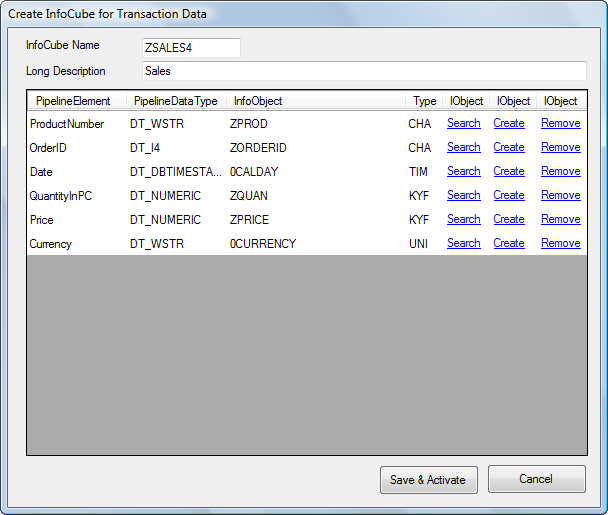 Create InfoCube for Transaction Data
InfoCube Name ZSALES4
Long Description Sales
PipelineElement PipelineDataType InfoObject Type IObject IObject IObject
ProductNumber DT_WSTR ZPROD CHA Search Create Remove
OrderID DT_I4 ZORDERID CHA Search Create Remove
Date DT_DBTIMESTA... 0CALDAY TIM Search Create Remove
QuantityInPC DT_NUMERIC ZQUAN KYF Search Create Remove
Price DT_NUMERIC ZPRICE KYF Search Create Remove
Currency DT_WSTR 0CURRENCY UNI Search Create Remove
Save & Activate Cancel